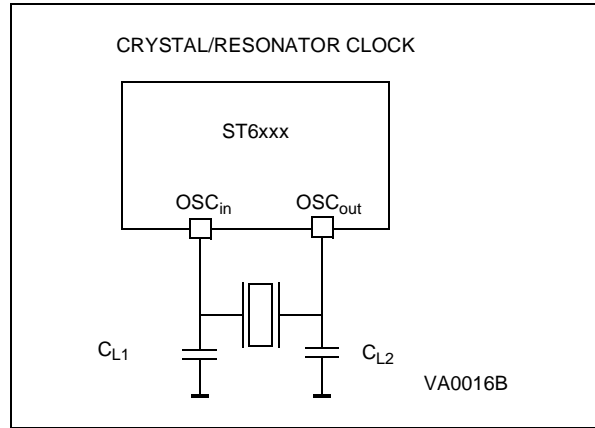 CRYSTAL/RESONATOR CLOCK
ST6xxx
OSCin OSCout
CL1 CL2
VA0016B